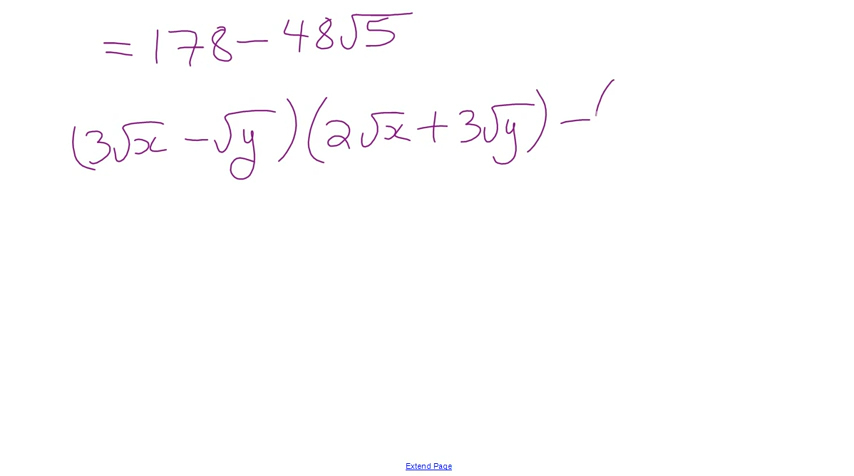 = 178 - 48√5
(3√x - √y)(2√x + 3√y) - (
Extend Page